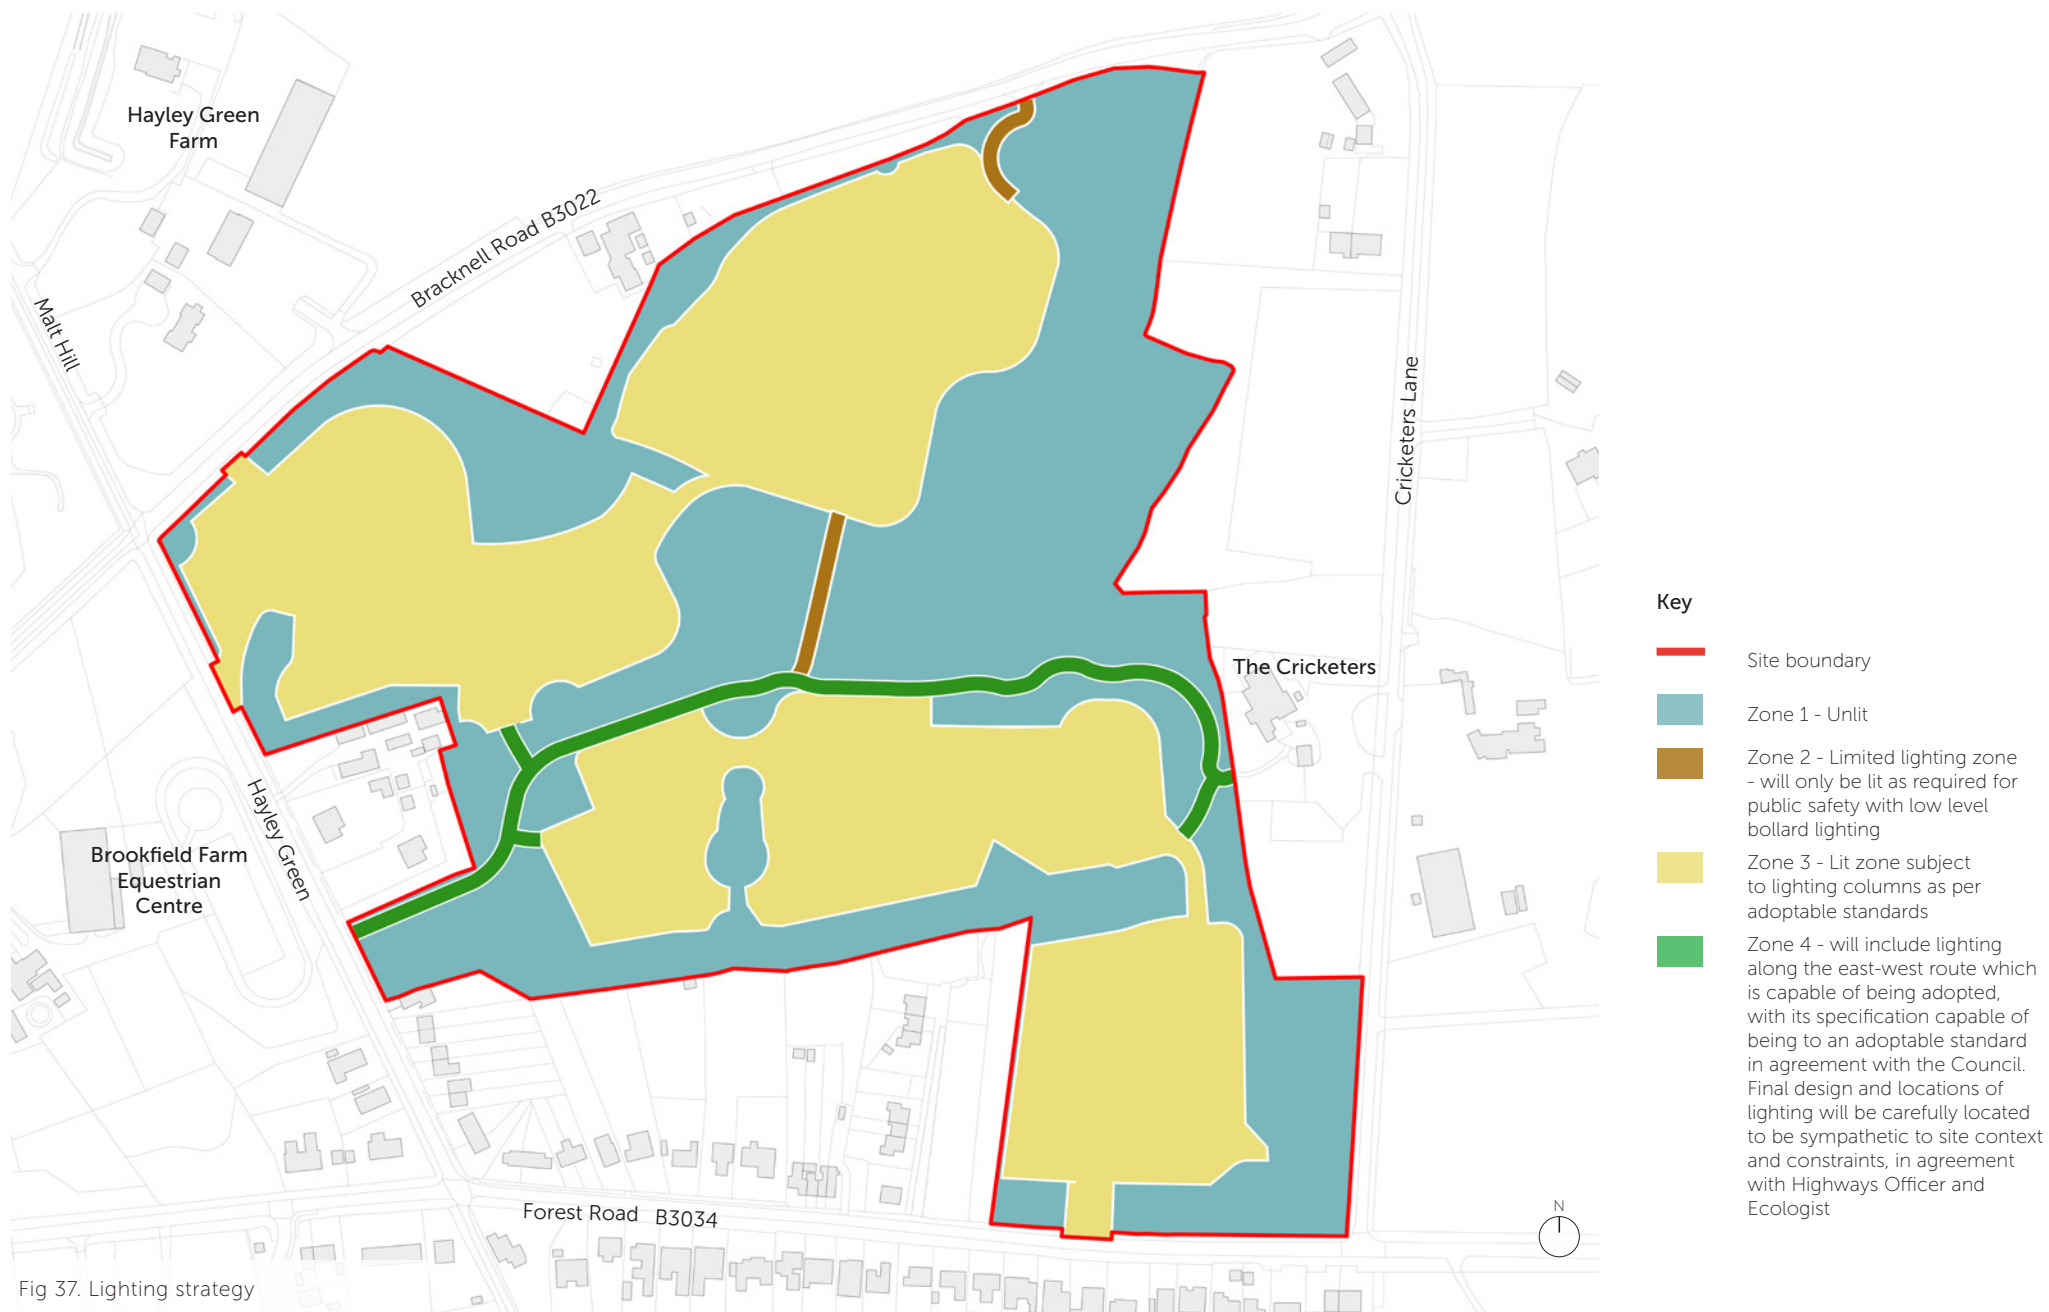 Hayley Green
Farm
Bracknell Road B3022
Malt Hill
Cricketers Lane
The Cricketers
Hayley Green
Brookfield Farm
Equestrian
Centre
Forest Road B3034
N
Fig 37. Lighting strategy
Key
Site boundary
Zone 1 - Unlit
Zone 2 - Limited lighting zone
- will only be lit as required for
public safety with low level
bollard lighting
Zone 3 - Lit zone subject
to lighting columns as per
adoptable standards
Zone 4 - will include lighting
along the east-west route which
is capable of being adopted,
with its specification capable of
being to an adoptable standard
in agreement with the Council.
Final design and locations of
lighting will be carefully located
to be sympathetic to site context
and constraints, in agreement
with Highways Officer and
Ecologist